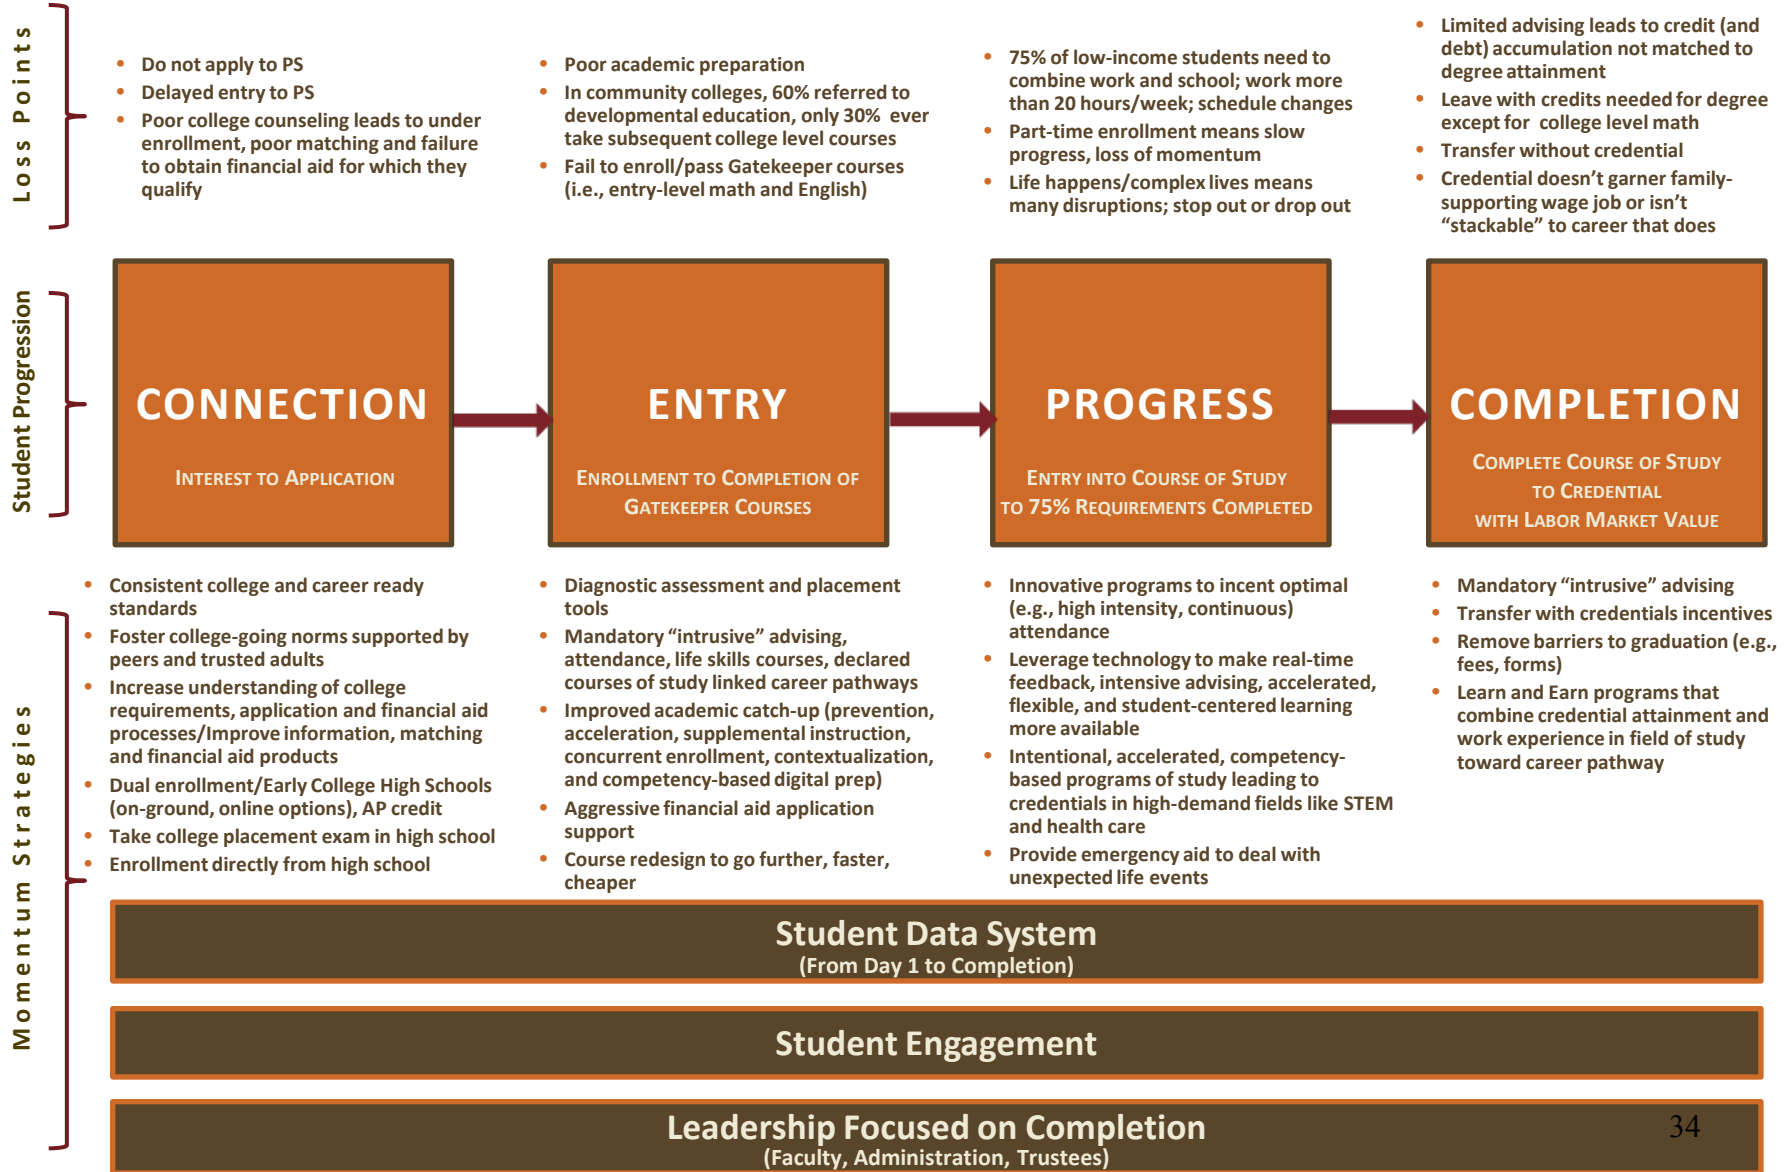 Loss Points
• Do not apply to PS
• Delayed entry to PS
• Poor college counseling leads to under
enrollment, poor matching and failure
to obtain financial aid for which they
qualify
• Poor academic preparation
• In community colleges, 60% referred to
developmental education, only 30% ever
take subsequent college level courses
• Fail to enroll/pass Gatekeeper courses
(i.e., entry-level math and English)
• 75% of low-income students need to
combine work and school; work more
than 20 hours/week; schedule changes
• Part-time enrollment means slow
progress, loss of momentum
• Life happens/complex lives means
many disruptions; stop out or drop out
• Limited advising leads to credit (and
debt) accumulation not matched to
degree attainment
• Leave with credits needed for degree
except for college level math
• Transfer without credential
• Credential doesn’t garner family-
supporting wage job or isn’t
“stackable” to career that does
Student Progression
CONNECTION
INTEREST TO APPLICATION
ENTRY
ENROLLMENT TO COMPLETION OF
GATEKEEPER COURSES
PROGRESS
ENTRY INTO COURSE OF STUDY
TO 75% REQUIREMENTS COMPLETED
COMPLETION
COMPLETE COURSE OF STUDY
TO CREDENTIAL
WITH LABOR MARKET VALUE
Momentum Strategies
• Consistent college and career ready
standards
• Foster college-going norms supported by
peers and trusted adults
• Increase understanding of college
requirements, application and financial aid
processes/Improve information, matching
and financial aid products
• Dual enrollment/Early College High Schools
(on-ground, online options), AP credit
• Take college placement exam in high school
• Enrollment directly from high school
• Diagnostic assessment and placement
tools
• Mandatory “intrusive” advising,
attendance, life skills courses, declared
courses of study linked career pathways
• Improved academic catch-up (prevention,
acceleration, supplemental instruction,
concurrent enrollment, contextualization,
and competency-based digital prep)
• Aggressive financial aid application
support
• Course redesign to go further, faster,
cheaper
• Innovative programs to incent optimal
(e.g., high intensity, continuous)
attendance
• Leverage technology to make real-time
feedback, intensive advising, accelerated,
flexible, and student-centered learning
more available
• Intentional, accelerated, competency-
based programs of study leading to
credentials in high-demand fields like STEM
and health care
• Provide emergency aid to deal with
unexpected life events
• Mandatory “intrusive” advising
• Transfer with credentials incentives
• Remove barriers to graduation (e.g.,
fees, forms)
• Learn and Earn programs that
combine credential attainment and
work experience in field of study
toward career pathway
Student Data System
(From Day 1 to Completion)
Student Engagement
Leadership Focused on Completion
(Faculty, Administration, Trustees)
34